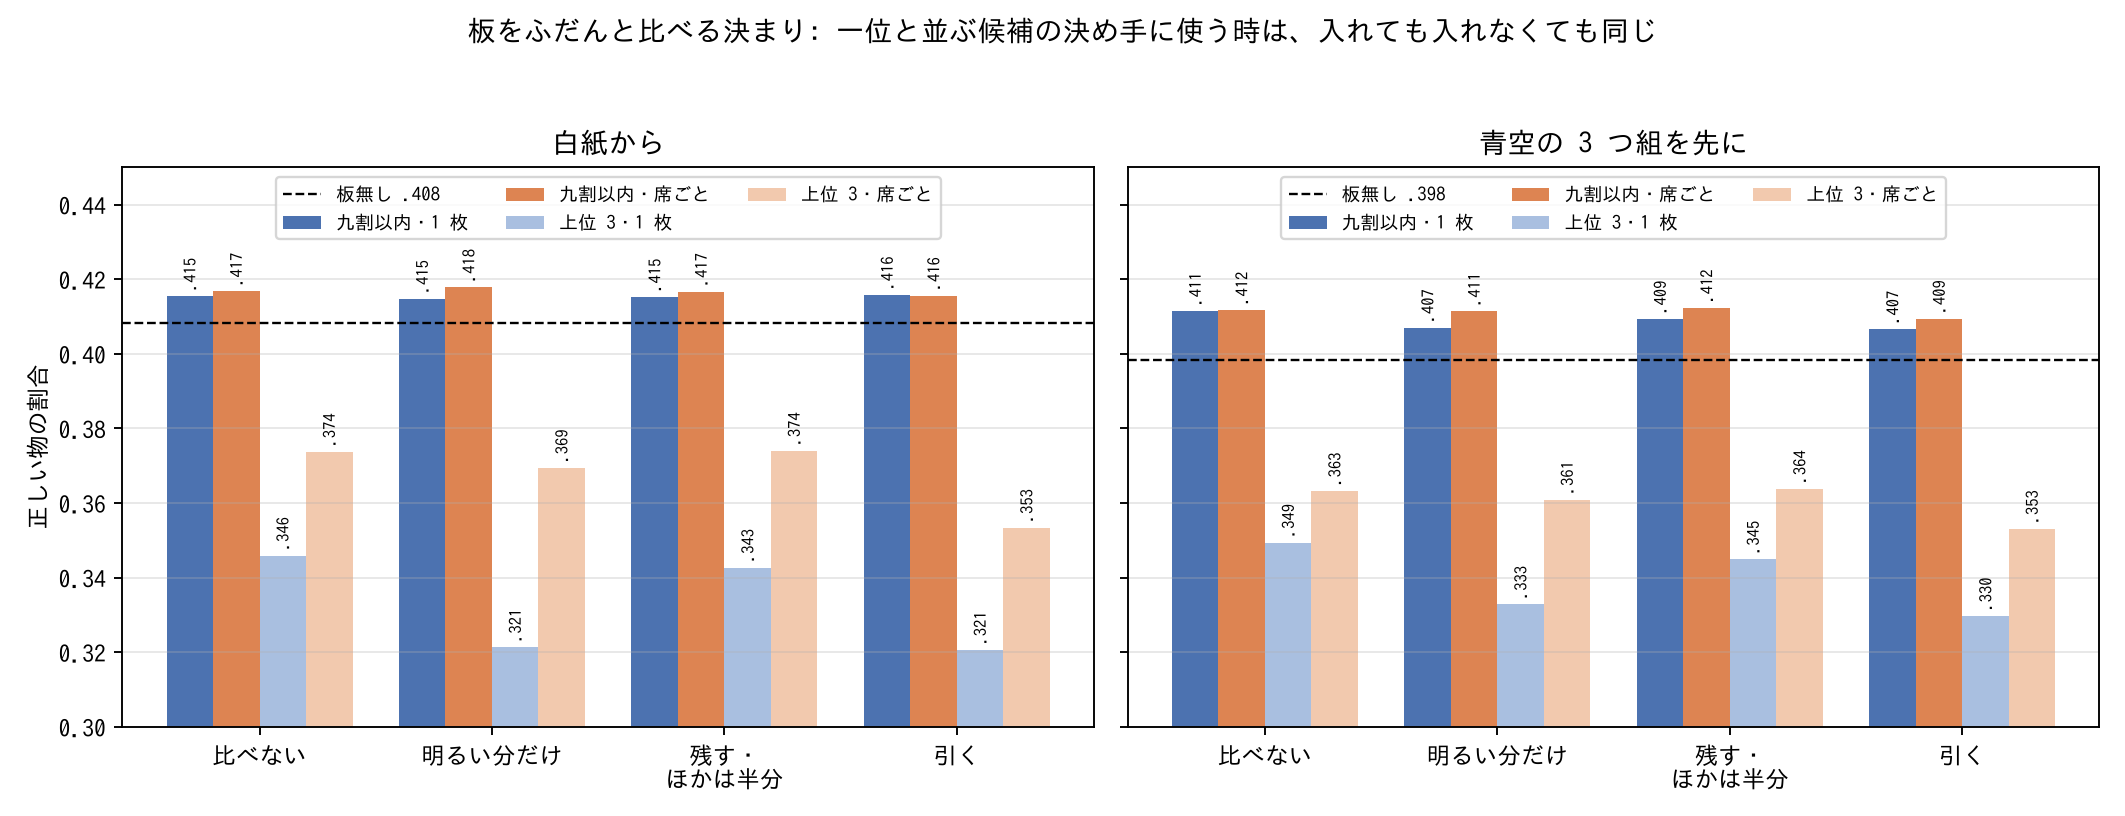 板をふだんと比べる決まり: 一位と並ぶ候補の決め手に使う時は、入れても入れなくても同じ
白紙から
正しい物の割合
0.44
0.42
0.40
0.38
0.36
0.34
0.32
0.30
板無し .408
九割以内・1 枚
九割以内・席ごと
上位 3・1 枚
上位 3・席ごと
.415
.417
.346
.374
.415
.418
.321
.369
.415
.417
.343
.374
.416
.416
.321
.353
比べない
明るい分だけ
残す・
ほかは半分
引く
青空の 3 つ組を先に
板無し .398
九割以内・1 枚
九割以内・席ごと
上位 3・1 枚
上位 3・席ごと
.411
.412
.349
.363
.407
.411
.333
.361
.409
.412
.345
.364
.407
.409
.330
.353
比べない
明るい分だけ
残す・
ほかは半分
引く